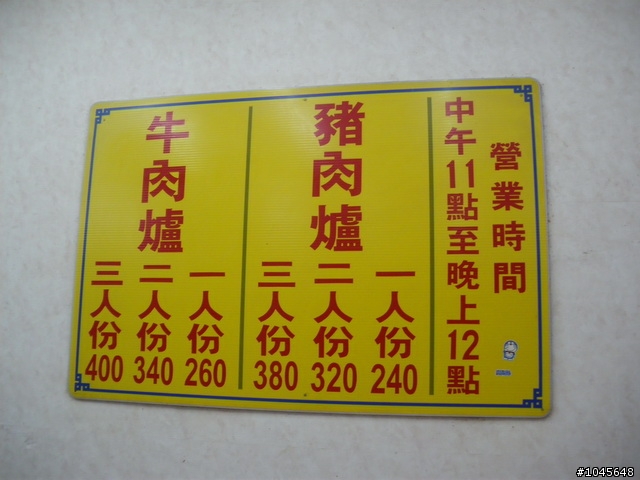 營業時間
中午11點至晚上12點
豬肉爐
一人份240
二人份320
三人份380
牛肉爐
一人份260
二人份340
三人份400
#1045648